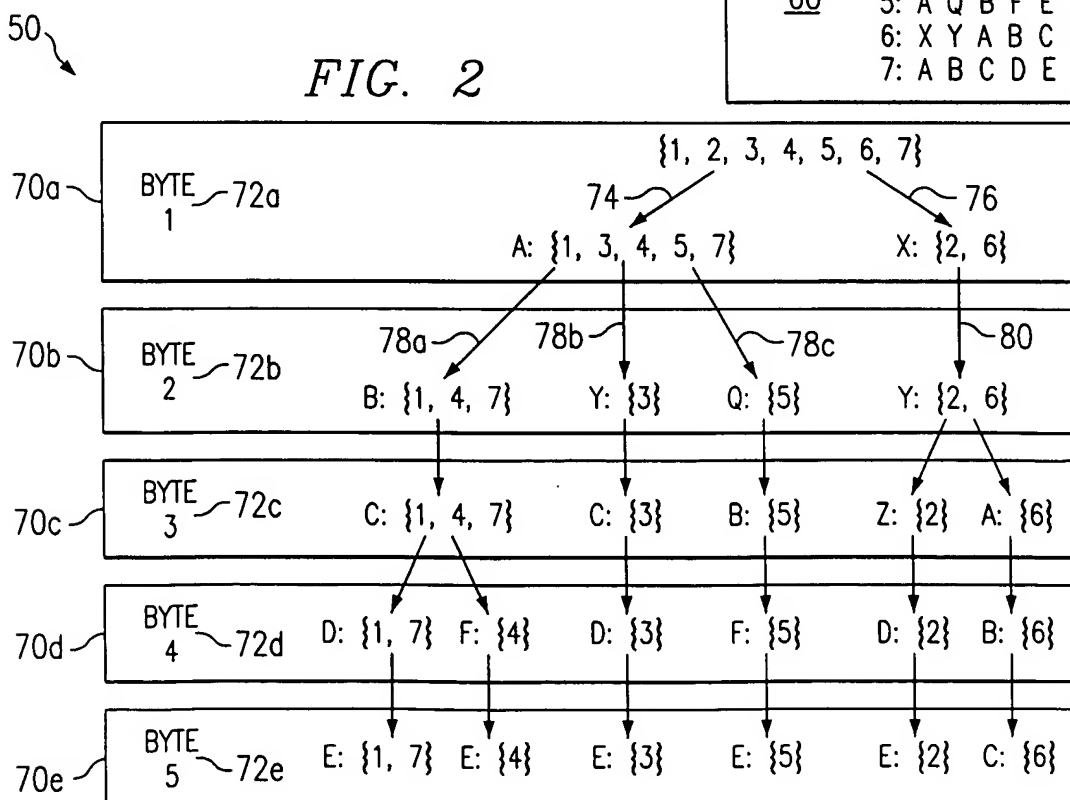 50
FIG. 2
5: A Q B F E
6: X Y A B C
7: A B C D E
{1, 2, 3, 4, 5, 6, 7}
70a
BYTE 1
72a
74
76
A: {1, 3, 4, 5, 7}
X: {2, 6}
70b
BYTE 2
72b
78a
78b
78c
80
B: {1, 4, 7}
Y: {3}
Q: {5}
Y: {2, 6}
70c
BYTE 3
72c
C: {1, 4, 7}
C: {3}
B: {5}
Z: {2}
A: {6}
70d
BYTE 4
72d
D: {1, 7}
F: {4}
D: {3}
F: {5}
D: {2}
B: {6}
70e
BYTE 5
72e
E: {1, 7}
E: {4}
E: {3}
E: {5}
E: {2}
C: {6}